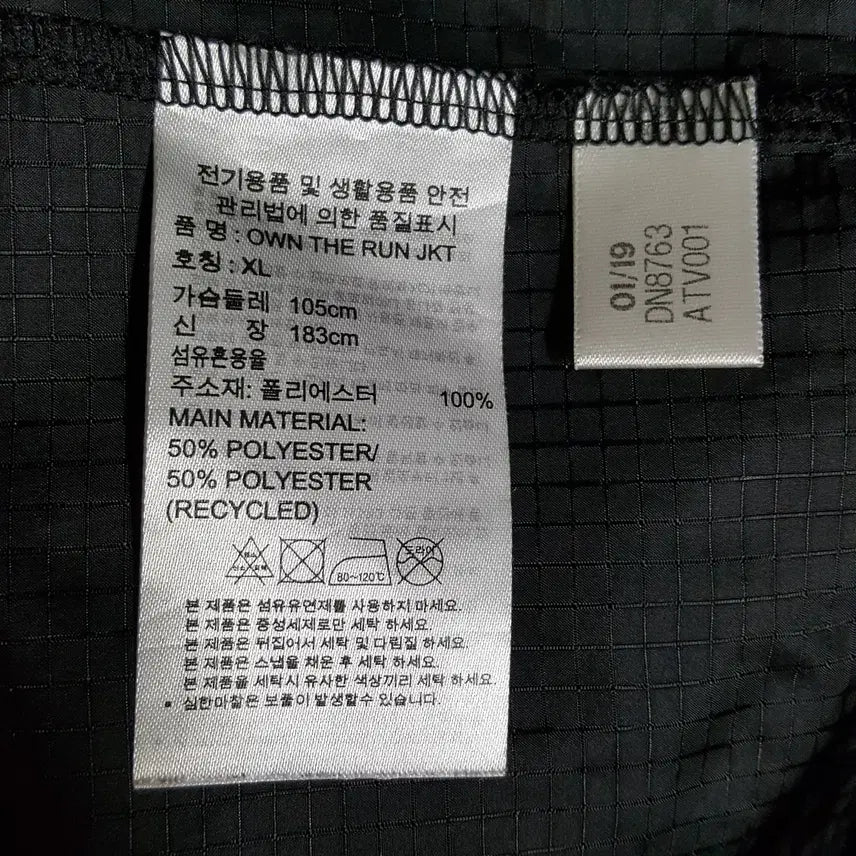 전기용품 및 생활용품 안전
관리법에 의한 품질표시
품 명 : OWN THE RUN JKT
호칭 : XL
가슴둘레 105cm
신 장 183cm
섬유혼용율
주소재: 폴리에스터 100%
MAIN MATERIAL:
50% POLYESTER/
50% POLYESTER
(RECYCLED)
80~120℃
드라이
본 제품은 섬유유연제를 사용하지 마세요.
본 제품은 중성세제로만 세탁 하세요
본 제품은 뒤집어서 세탁 및 다림질 하세요
본 제품은 스냅을 채운 후 세탁 하세요.
본 제품을 세탁시 유사한 색상끼리 세탁 하세요.
▪ 심한마찰은 보풀이 발생할수 있습니다.
01/19
DN8763
ATV001